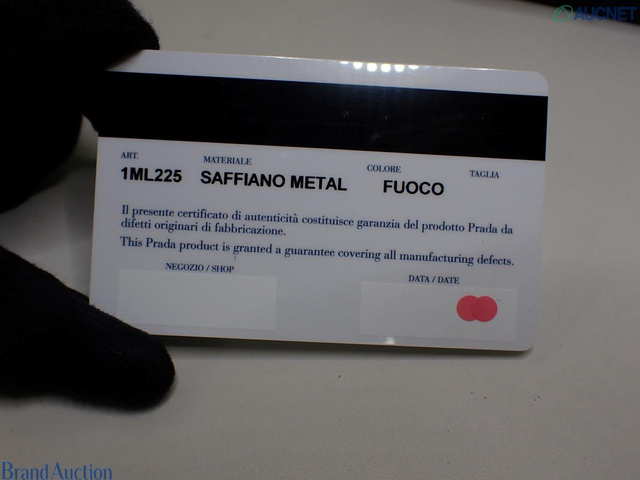 AUCNET
ART. MATERIALE COLORE TAGLIA
1ML225 SAFFIANO METAL FUOCO
Il presente certificato di autenticità costituisce garanzia del prodotto Prada da
difetti originari di fabbricazione.
This Prada product is granted a guarantee covering all manufacturing defects.
NEGOZIO / SHOP DATA / DATE
Brand Auction